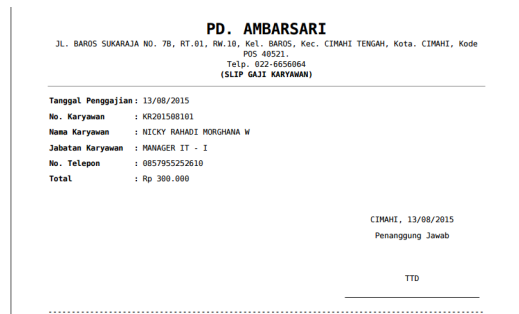 PD. AMBARSARI
JL. BAROS SUKARAJA NO. 7B, RT.01, RW.10, Kel. BAROS, Kec. CIMAHI TENGAH, Kota. CIMAHI, Kode
POS 40521.
Telp. 022-6656064
(SLIP GAJI KARYAWAN)
Tanggal Penggajian : 13/08/2015
No. Karyawan : KR201508101
Nama Karyawan : NICKY RAHADI MORGHANA W
Jabatan Karyawan : MANAGER IT - I
No. Telepon : 0857955252610
Total : Rp 300.000
CIMAHI, 13/08/2015
Penanggung Jawab
TTD